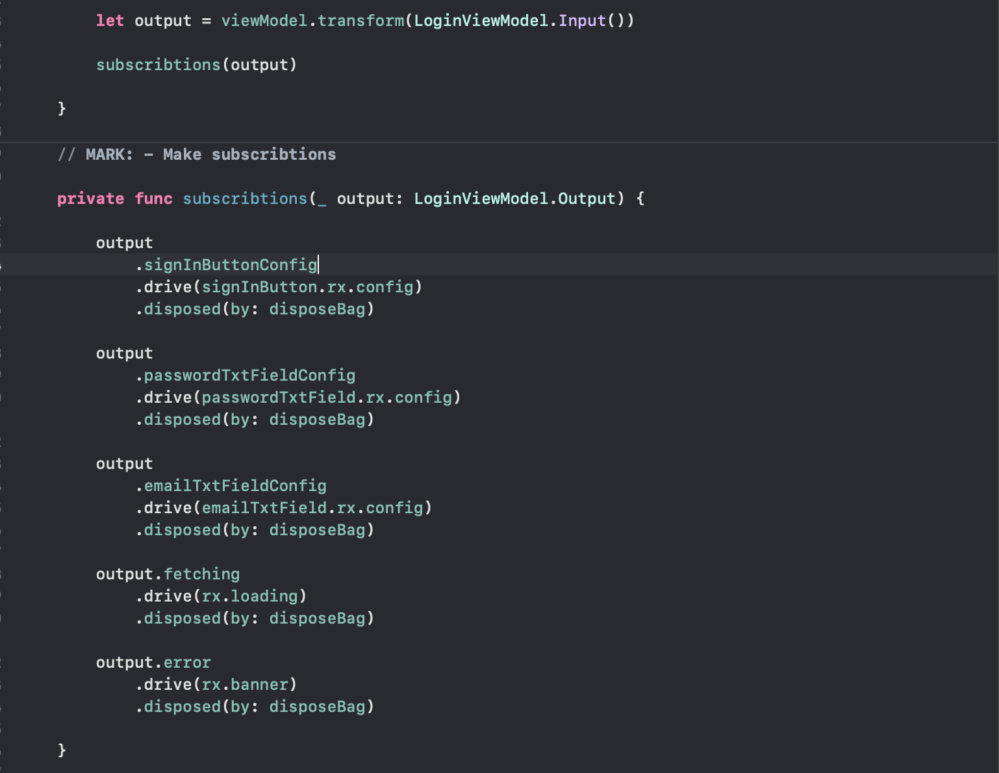 let output = viewModel.transform(LoginViewModel.Input())
subscribtions(output)
}
// MARK: - Make subscribtions
private func subscribtions(_ output: LoginViewModel.Output) {
output
.signInButtonConfig
.drive(signInButton.rx.config)
.disposed(by: disposeBag)
output
.passwordTxtFieldConfig
.drive(passwordTxtField.rx.config)
.disposed(by: disposeBag)
output
.emailTxtFieldConfig
.drive(emailTxtField.rx.config)
.disposed(by: disposeBag)
output.fetching
.drive(rx.loading)
.disposed(by: disposeBag)
output.error
.drive(rx.banner)
.disposed(by: disposeBag)
}